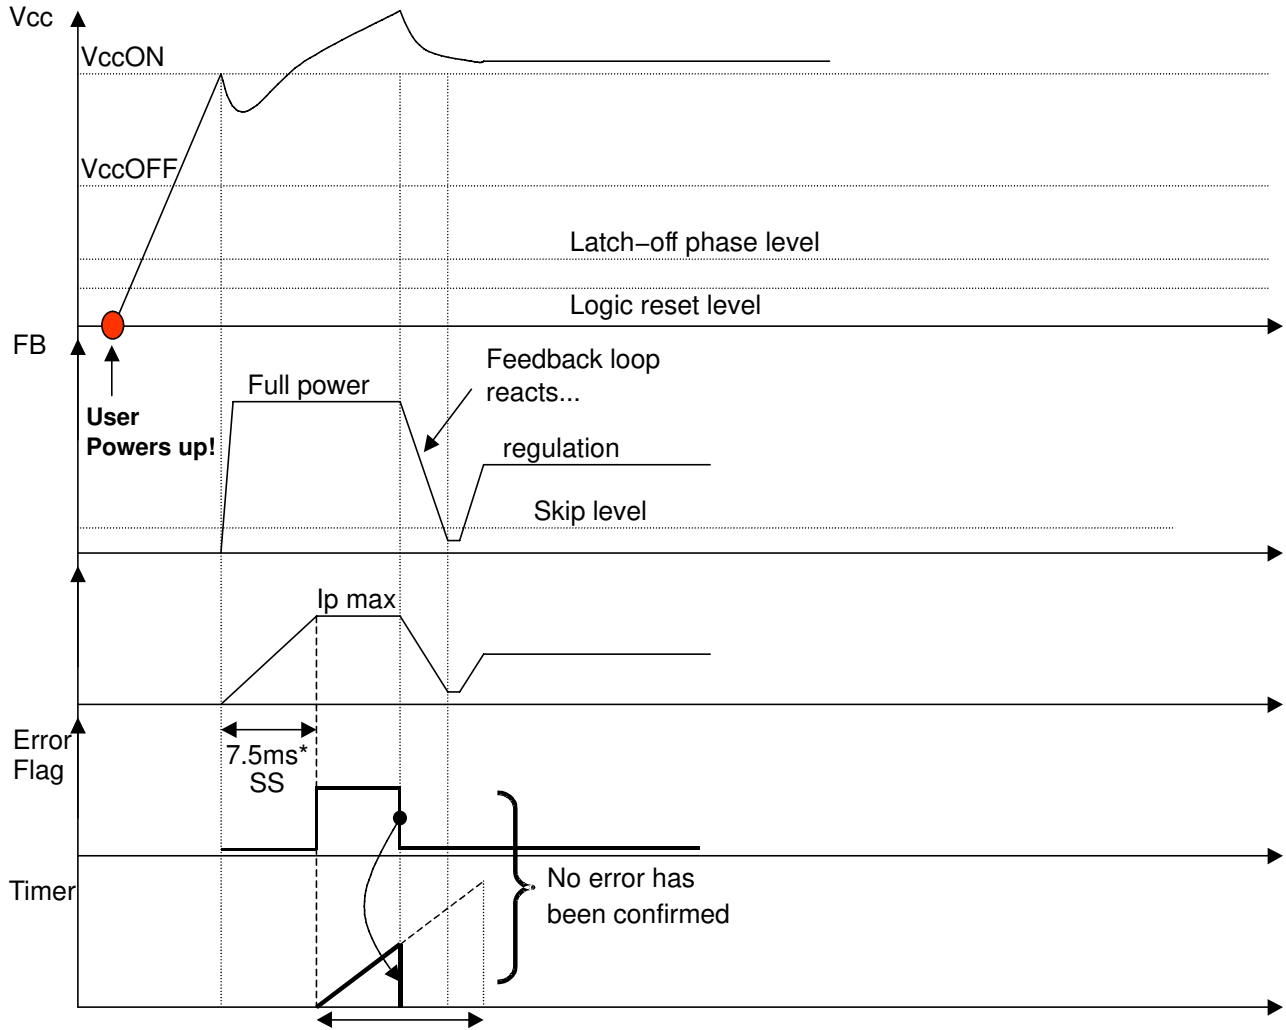 Vcc
VccON
VccOFF
Latch−off phase level
Logic reset level
FB
User
Powers up!
Full power
Feedback loop
reacts...
regulation
Skip level
Ip max
Error
Flag
7.5ms*
SS
Timer
No error has
been confirmed